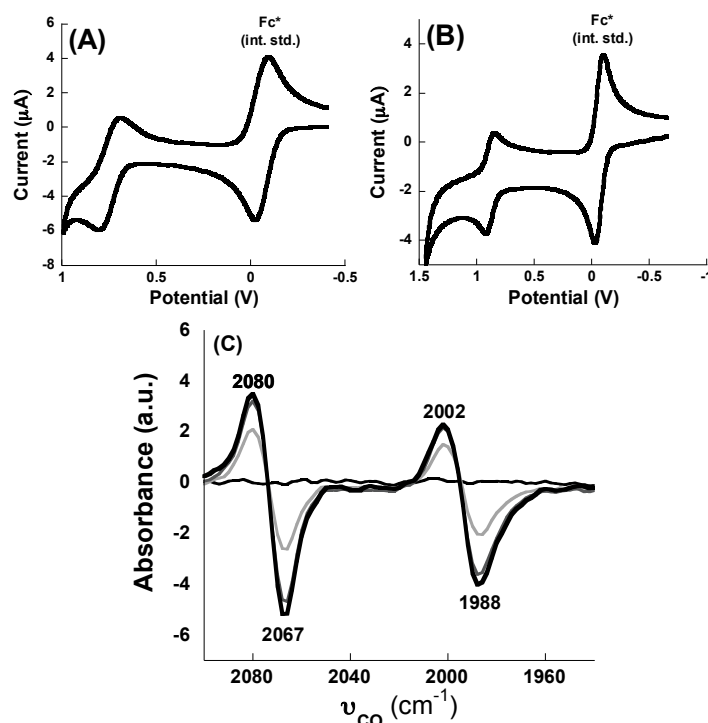 (A)
Fc*
(int. std.)
6
4
2
0
-2
-4
-6
-8
Current (µA)
1
0.5
0
-0.5
Potential (V)
(B)
Fc*
(int. std.)
4
2
0
-2
-4
Current (µA)
1.5
1
0.5
0
-0.5
-1
Potential (V)
(C)
6
4
2
0
-2
-4
-6
Absorbance (a.u.)
2080
2002
2067
1988
2080
2040
2000
1960
υCO (cm-1)